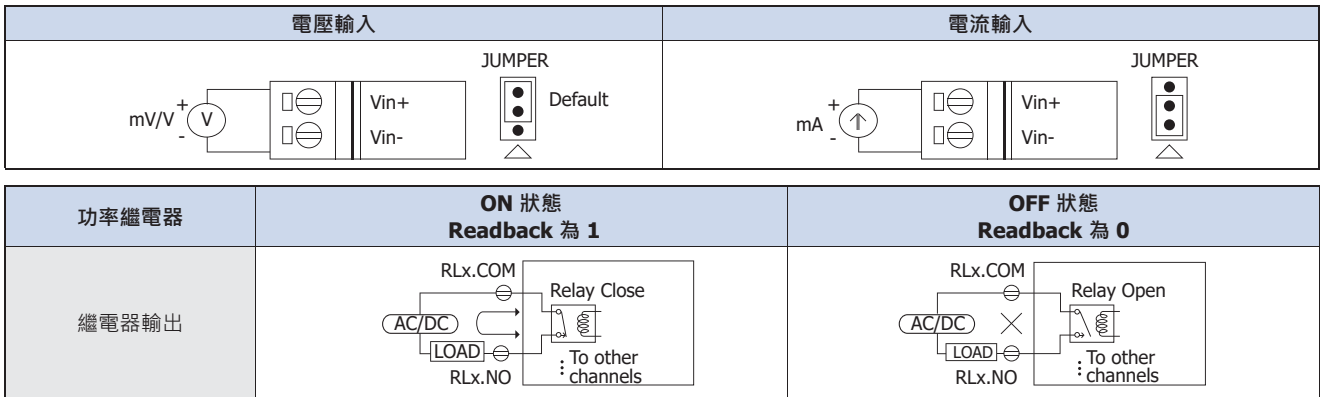 電壓輸入
電流輸入
JUMPER
mV/V
+
-
V
Vin+
Vin-
Default
JUMPER
mA
+
-
Vin+
Vin-
功率繼電器
ON 狀態
Readback 為 1
OFF 狀態
Readback 為 0
繼電器輸出
RLx.COM
Relay Close
AC/DC
LOAD
RLx.NO
To other
channels
RLx.COM
Relay Open
AC/DC
LOAD
RLx.NO
To other
channels